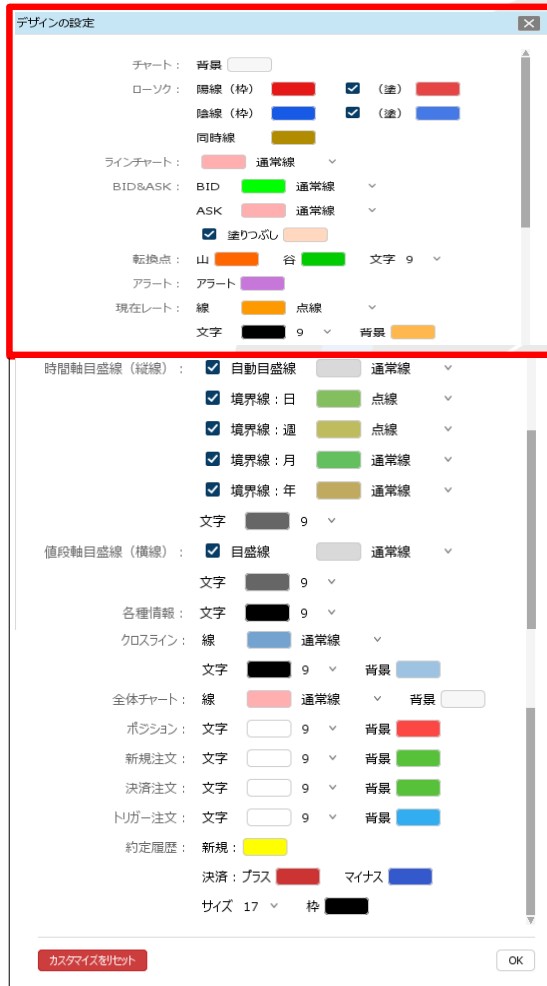 デザインの設定
チャート： 背景
ローソク： 陽線（枠） （塗）
陰線（枠） （塗）
同時線
ラインチャート： 通常線
BID&ASK： BID 通常線
ASK 通常線
塗りつぶし
転換点： 山 谷 文字 9
アラート： アラート
現在レート： 線 点線
文字 9 背景
時間軸目盛線（縦線）： 自動目盛線 通常線
境界線：日 点線
境界線：週 点線
境界線：月 通常線
境界線：年 通常線
文字 9
値段軸目盛線（横線）： 目盛線 通常線
文字 9
各種情報： 文字 9
クロスライン： 線 通常線
文字 9 背景
全体チャート： 線 通常線 背景
ポジション： 文字 9 背景
新規注文： 文字 9 背景
決済注文： 文字 9 背景
トリガー注文： 文字 9 背景
約定履歴： 新規：
決済：プラス マイナス
サイズ 17 枠
カスタマイズをリセット OK